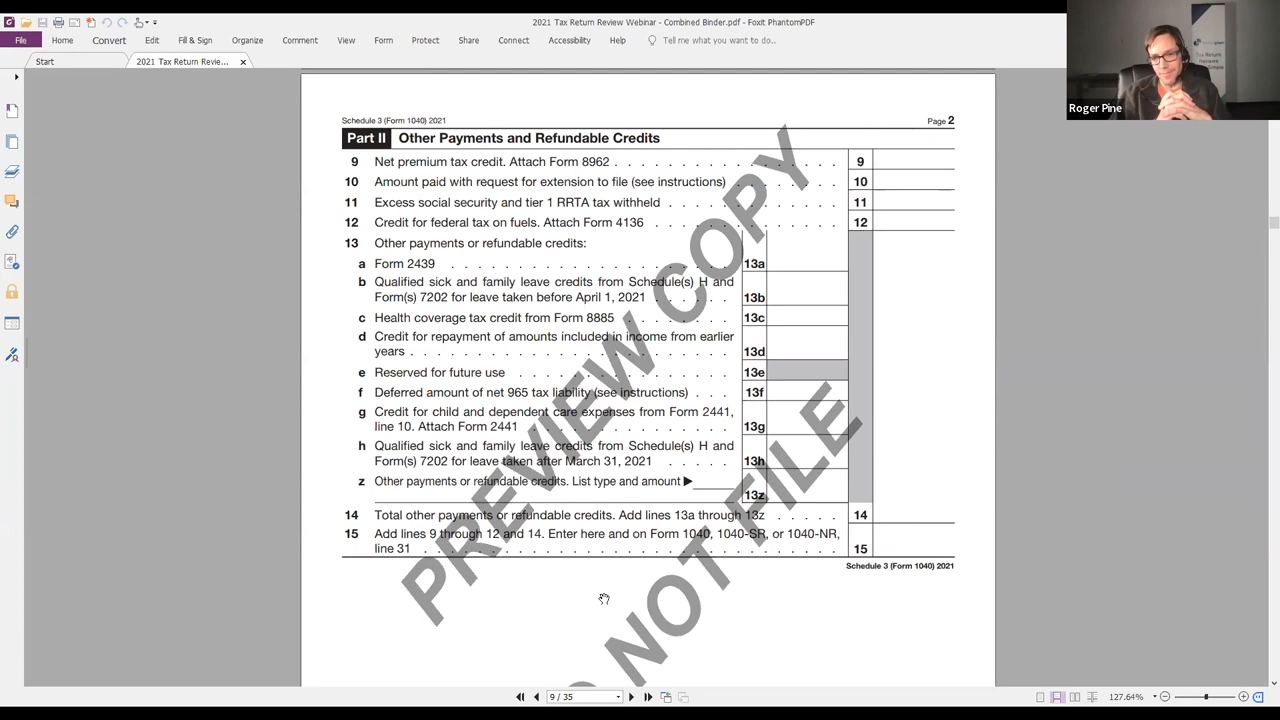 2021 Tax Return Review Webinar - Combined Binder.pdf - Foxit PhantomPDF
File Home Convert Edit Fill & Sign Organize Comment View Form Protect Share Connect Accessibility Help Tell me what you want to do..
Start 2021 Tax Return Revie...
Tax Return
Roger Pine
Schedule 3 (Form 1040) 2021 Page 2
Part II Other Payments and Refundable Credits
9 Net premium tax credit. Attach Form 8962 . . . . . . . . . . . . . . . . . 9
10 Amount paid with request for extension to file (see instructions) . . . . . . . . 10
11 Excess social security and tier 1 RRTA tax withheld . . . . . . . . . . . . . 11
12 Credit for federal tax on fuels. Attach Form 4136 . . . . . . . . . . . . . . 12
13 Other payments or refundable credits:
a Form 2439 . . . . . . . . . . . . . . . . . . . . . 13a
b Qualified sick and family leave credits from Schedule(s) H and
Form(s) 7202 for leave taken before April 1, 2021 . . . . . . 13b
c Health coverage tax credit from Form 8885 . . . . . . . . 13c
d Credit for repayment of amounts included in income from earlier
years . . . . . . . . . . . . . . . . . . . . . . . . 13d
e Reserved for future use . . . . . . . . . . . . . . . . 13e
f Deferred amount of net 965 tax liability (see instructions) . . . 13f
g Credit for child and dependent care expenses from Form 2441,
line 10. Attach Form 2441 . . . . . . . . . . . . . . . 13g
h Qualified sick and family leave credits from Schedule(s) H and
Form(s) 7202 for leave taken after March 31, 2021 . . . . . 13h
z Other payments or refundable credits. List type and amount ▶
13z
14 Total other payments or refundable credits. Add lines 13a through 13z . . . . . 14
15 Add lines 9 through 12 and 14. Enter here and on Form 1040, 1040-SR, or 1040-NR,
line 31 . . . . . . . . . . . . . . . . . . . . . . . . . . . . . . . 15
Schedule 3 (Form 1040) 2021
PREVIEW COPY
NOT FILE
9 / 35 127.64%